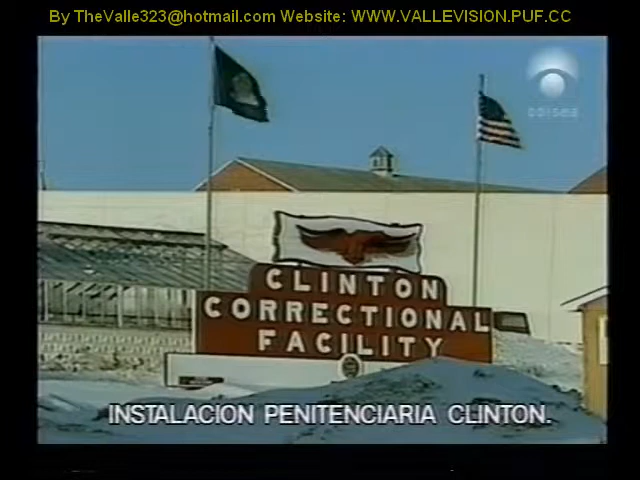 By TheValle323@hotmail.com Website: WWW.VALLEVISION.PUF.CC
odisea
CLINTON
CORRECTIONAL
FACILITY
INSTALACION PENITENCIARIA CLINTON.